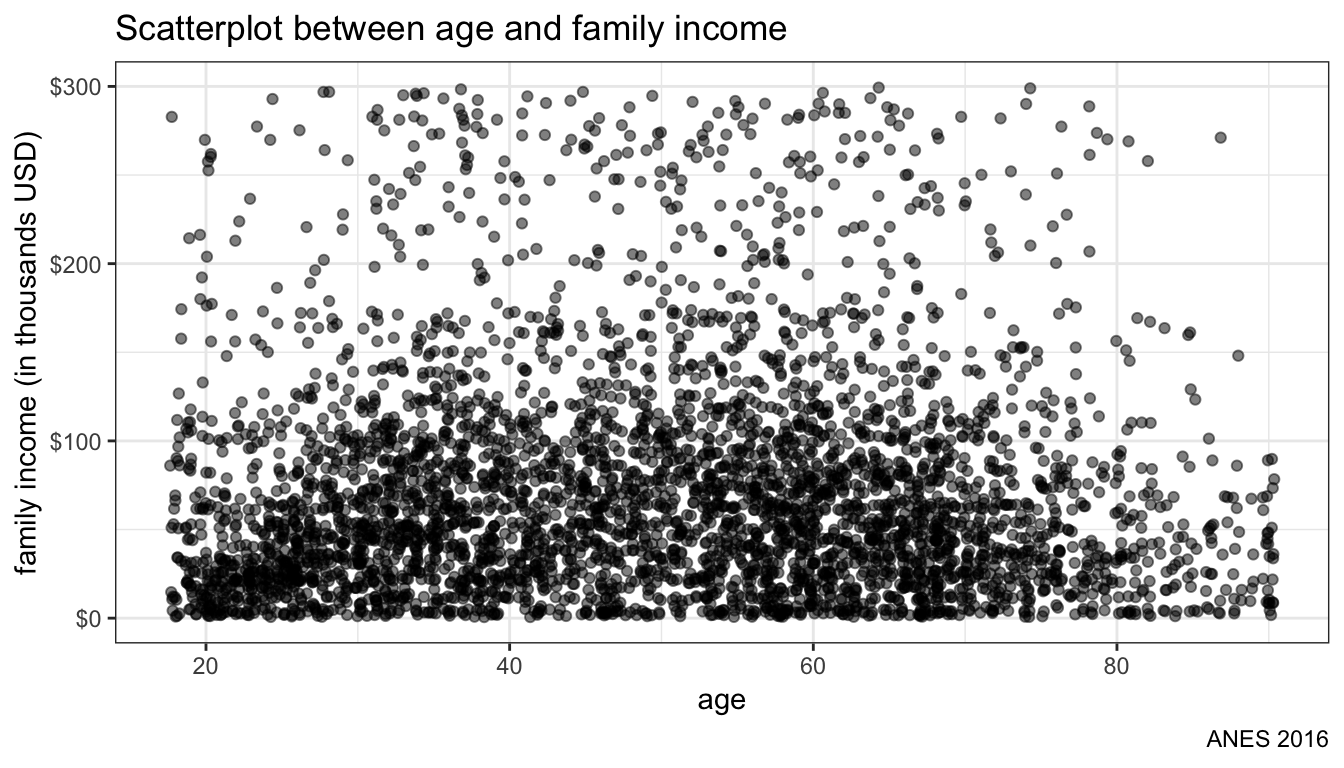 Scatterplot between age and family income
family income (in thousands USD)
$300
$200
$100
$0
20 40 60 80
age
ANES 2016